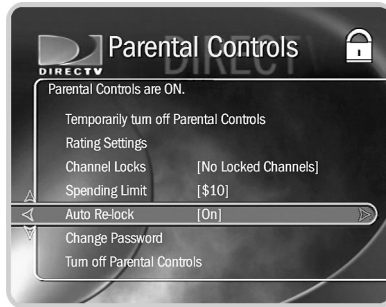 Parental Controls
DIRECTV
DIRECT
Parental Controls are ON.
Temporarily turn off Parental Controls
Rating Settings
Channel Locks [No Locked Channels]
Spending Limit [$10]
Auto Re-lock [On]
Change Password
Turn off Parental Controls